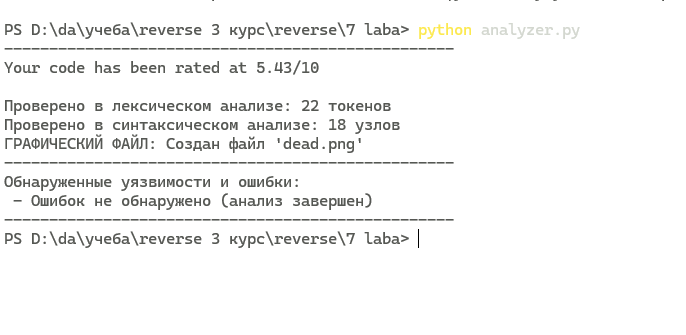 PS D:\da\учеба\reverse 3 курс\reverse\7 laba> python analyzer.py
--------------------------------------------------
Your code has been rated at 5.43/10
Проверено в лексическом анализе: 22 токенов
Проверено в синтаксическом анализе: 18 узлов
ГРАФИЧЕСКИЙ ФАЙЛ: Создан файл 'dead.png'
--------------------------------------------------
Обнаруженные уязвимости и ошибки:
 - Ошибок не обнаружено (анализ завершен)
--------------------------------------------------
PS D:\da\учеба\reverse 3 курс\reverse\7 laba>